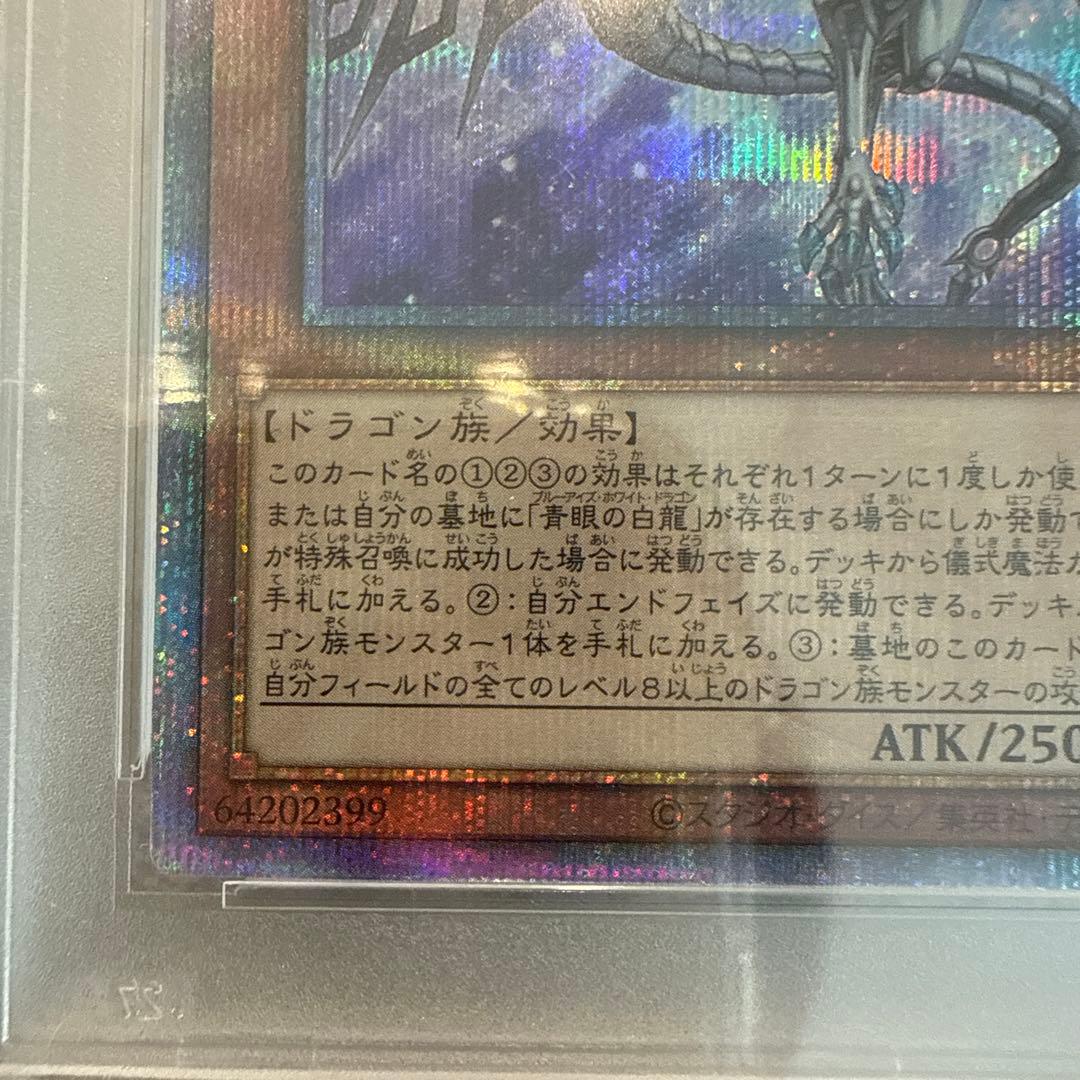 【ドラゴン族／効果】
このカード名の①②③の効果はそれぞれ1ターンに1度しか使
または自分の墓地に「青眼の白龍」が存在する場合にしか発動で
が特殊召喚に成功した場合に発動できる。デッキから儀式魔法か
手札に加える。②：自分エンドフェイズに発動できる。デッキ
ゴン族モンスター1体を手札に加える。③：墓地のこのカード
自分フィールドの全てのレベル8以上のドラゴン族モンスターの攻
ATK/250
64202399 ©スタジオ・ダイス／集英社・テ